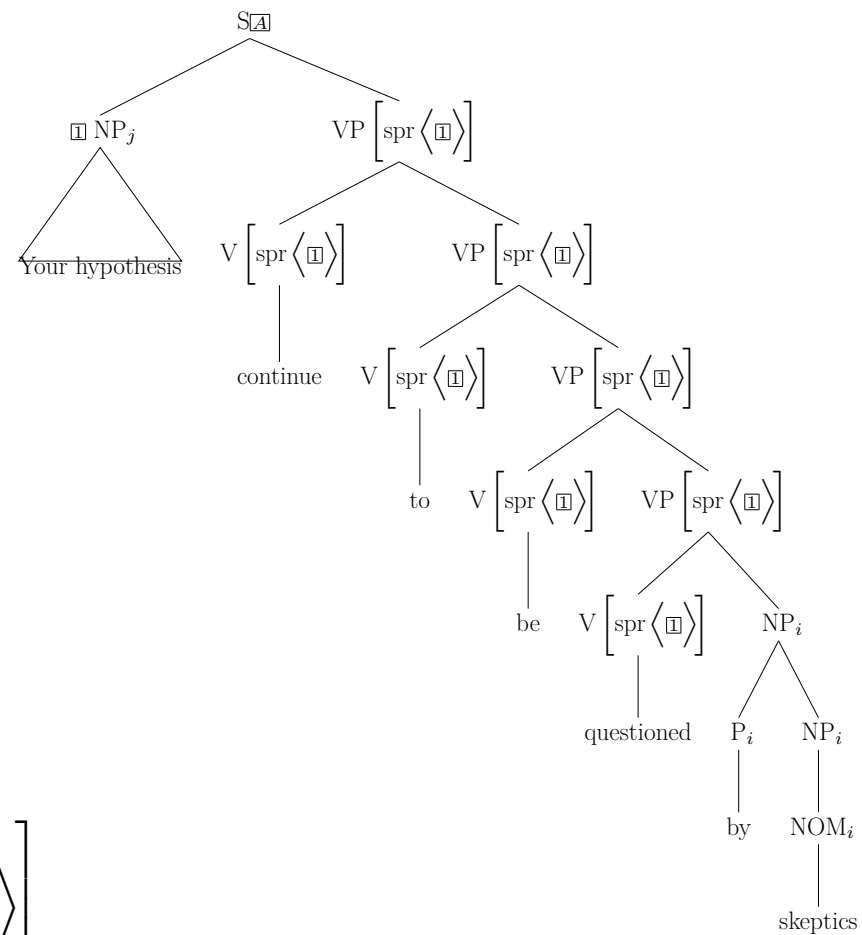 S[A]
[1] NP_j VP [spr ⟨[1]⟩]
Your hypothesis V [spr ⟨[1]⟩] VP [spr ⟨[1]⟩]
continue V [spr ⟨[1]⟩] VP [spr ⟨[1]⟩]
to V [spr ⟨[1]⟩] VP [spr ⟨[1]⟩]
be V [spr ⟨[1]⟩] NP_i
questioned P_i NP_i
by NOM_i
skeptics